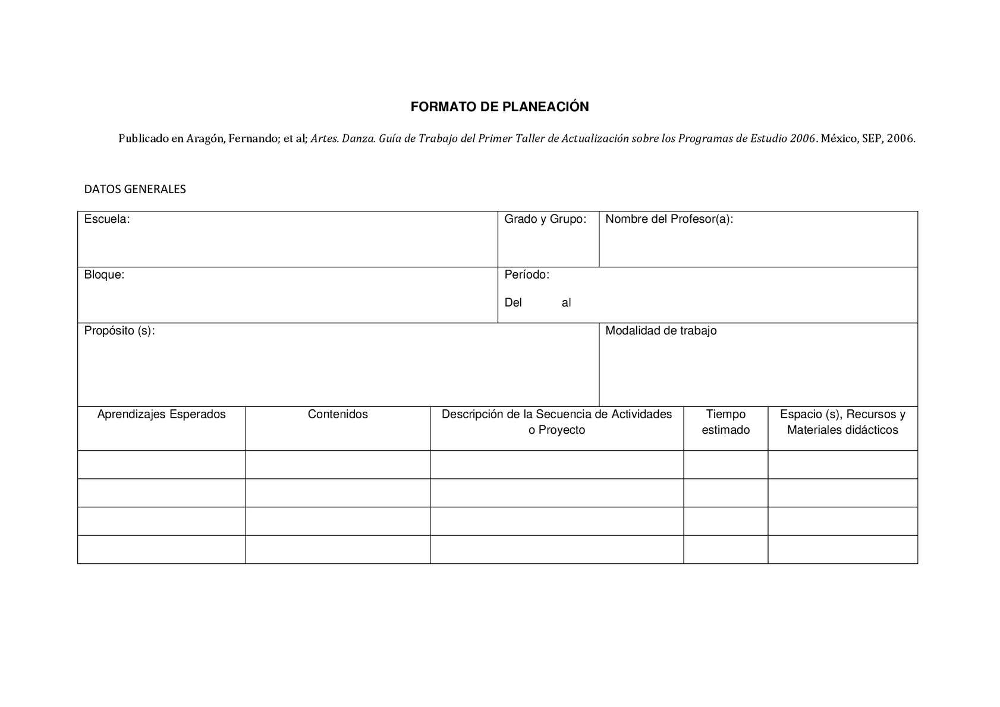 FORMATO DE PLANEACIÓN
Publicado en Aragón, Fernando; et al; Artes. Danza. Guía de Trabajo del Primer Taller de Actualización sobre los Programas de Estudio 2006. México, SEP, 2006.
DATOS GENERALES
Escuela:
Grado y Grupo:
Nombre del Profesor(a):
Bloque:
Período:
Del al
Propósito (s):
Modalidad de trabajo
Aprendizajes Esperados
Contenidos
Descripción de la Secuencia de Actividades
o Proyecto
Tiempo
estimado
Espacio (s), Recursos y
Materiales didácticos